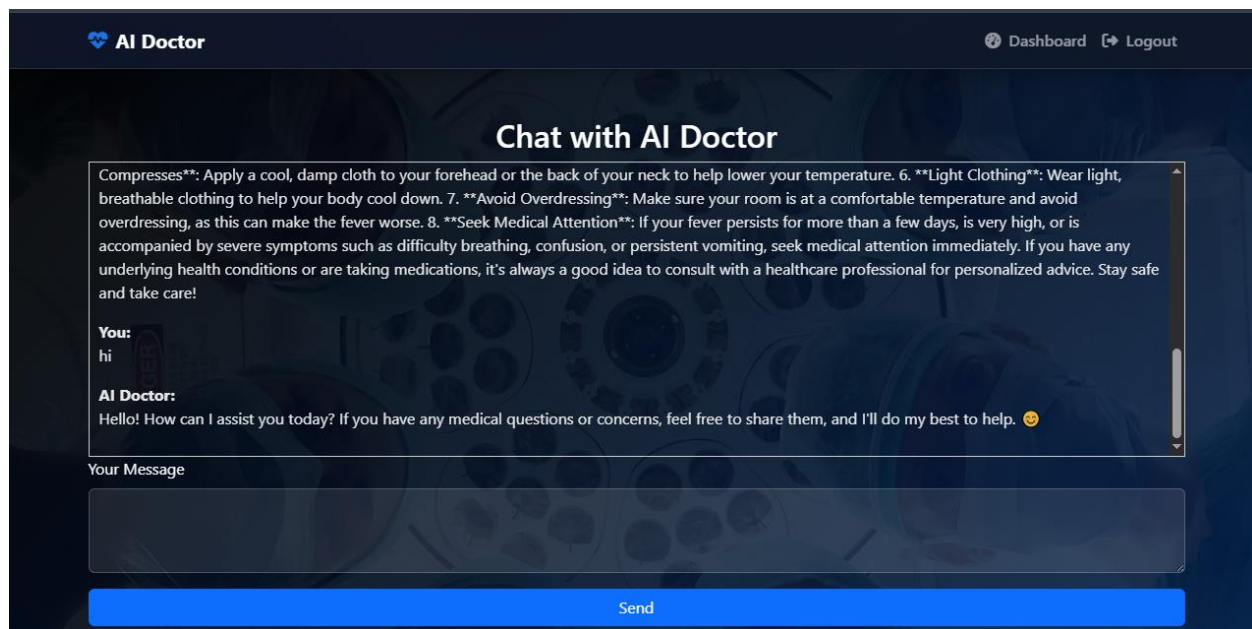 AI Doctor
Dashboard
Logout
Chat with AI Doctor
Compresses**: Apply a cool, damp cloth to your forehead or the back of your neck to help lower your temperature. 6. **Light Clothing**: Wear light,
breathable clothing to help your body cool down. 7. **Avoid Overdressing**: Make sure your room is at a comfortable temperature and avoid
overdressing, as this can make the fever worse. 8. **Seek Medical Attention**: If your fever persists for more than a few days, is very high, or is
accompanied by severe symptoms such as difficulty breathing, confusion, or persistent vomiting, seek medical attention immediately. If you have any
underlying health conditions or are taking medications, it's always a good idea to consult with a healthcare professional for personalized advice. Stay safe
and take care!
You:
hi
AI Doctor:
Hello! How can I assist you today? If you have any medical questions or concerns, feel free to share them, and I'll do my best to help. 😊
Your Message
Send